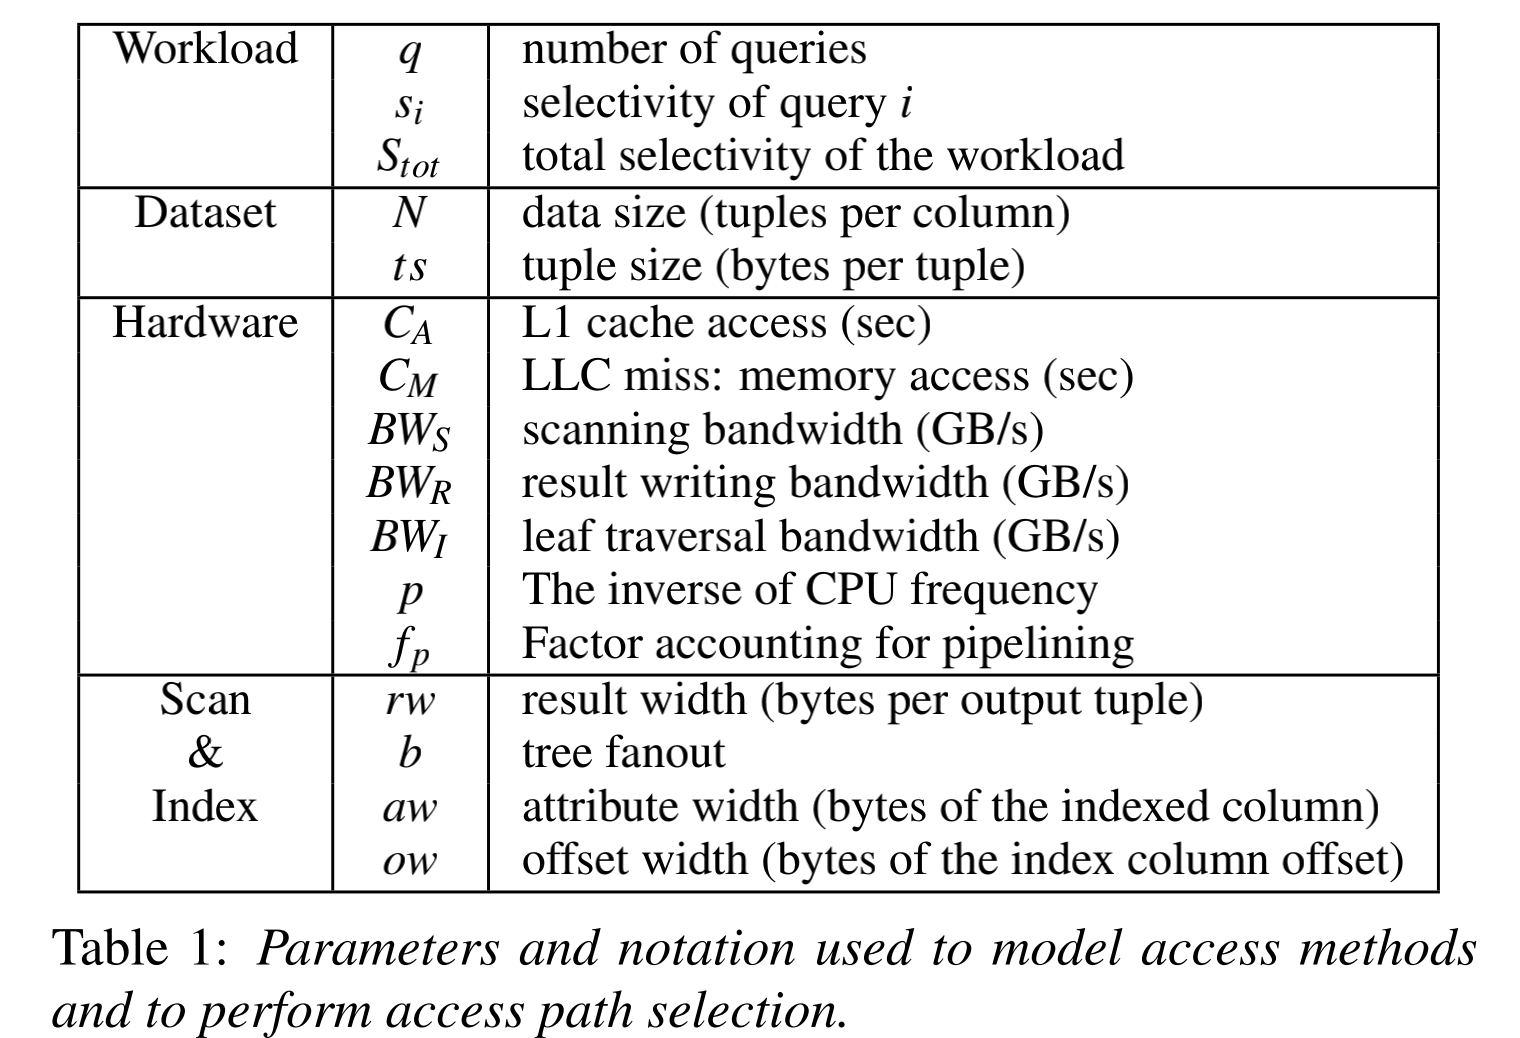 Workload q number of queries
s_i selectivity of query i
S_tot total selectivity of the workload
Dataset N data size (tuples per column)
ts tuple size (bytes per tuple)
Hardware C_A L1 cache access (sec)
C_M LLC miss: memory access (sec)
BW_S scanning bandwidth (GB/s)
BW_R result writing bandwidth (GB/s)
BW_I leaf traversal bandwidth (GB/s)
p The inverse of CPU frequency
f_p Factor accounting for pipelining
Scan rw result width (bytes per output tuple)
& b tree fanout
Index aw attribute width (bytes of the indexed column)
ow offset width (bytes of the index column offset)
Table 1: Parameters and notation used to model access methods
and to perform access path selection.